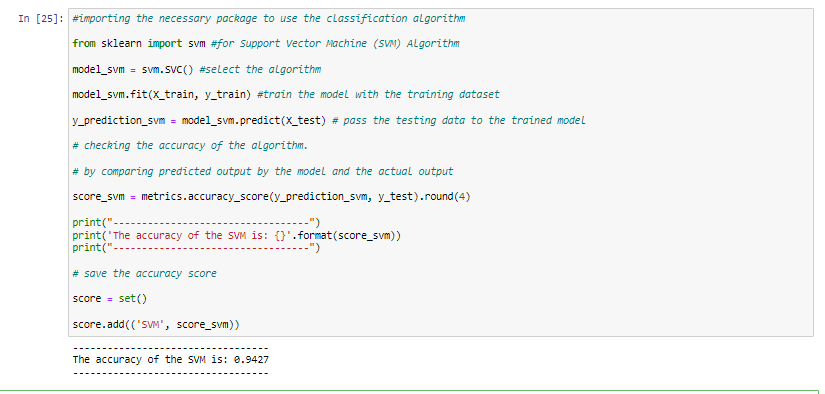 In [25]: #importing the necessary package to use the classification algorithm
from sklearn import svm #for Support Vector Machine (SVM) Algorithm
model_svm = svm.SVC() #select the algorithm
model_svm.fit(X_train, y_train) #train the model with the training dataset
y_prediction_svm = model_svm.predict(X_test) # pass the testing data to the trained model
# checking the accuracy of the algorithm.
# by comparing predicted output by the model and the actual output
score_svm = metrics.accuracy_score(y_prediction_svm, y_test).round(4)
print("----------------------------------")
print('The accuracy of the SVM is: {}'.format(score_svm))
print("----------------------------------")
# save the accuracy score
score = set()
score.add(('SVM', score_svm))
----------------------------------
The accuracy of the SVM is: 0.9427
----------------------------------